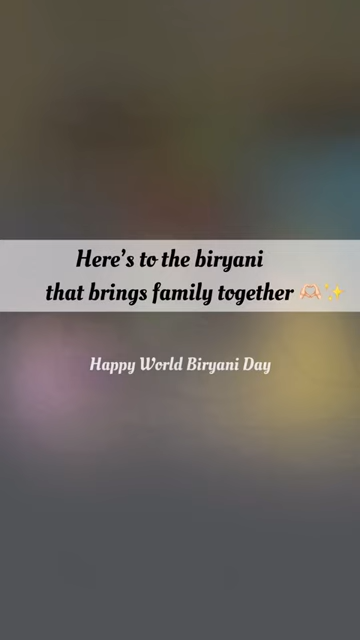 Here's to the biryani
that brings family together 🫶🏻✨
Happy World Biryani Day